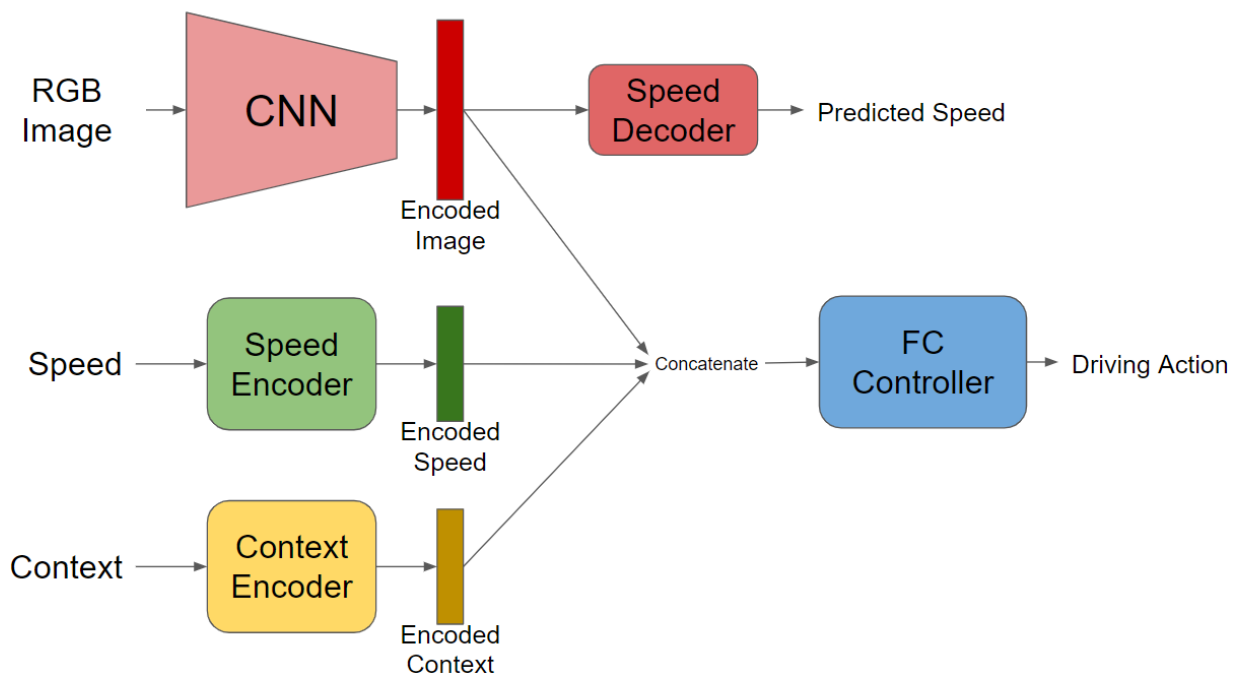 RGB
Image
CNN
Encoded
Image
Speed
Decoder
Predicted Speed
Speed
Speed
Encoder
Encoded
Speed
Concatenate
FC
Controller
Driving Action
Context
Context
Encoder
Encoded
Context